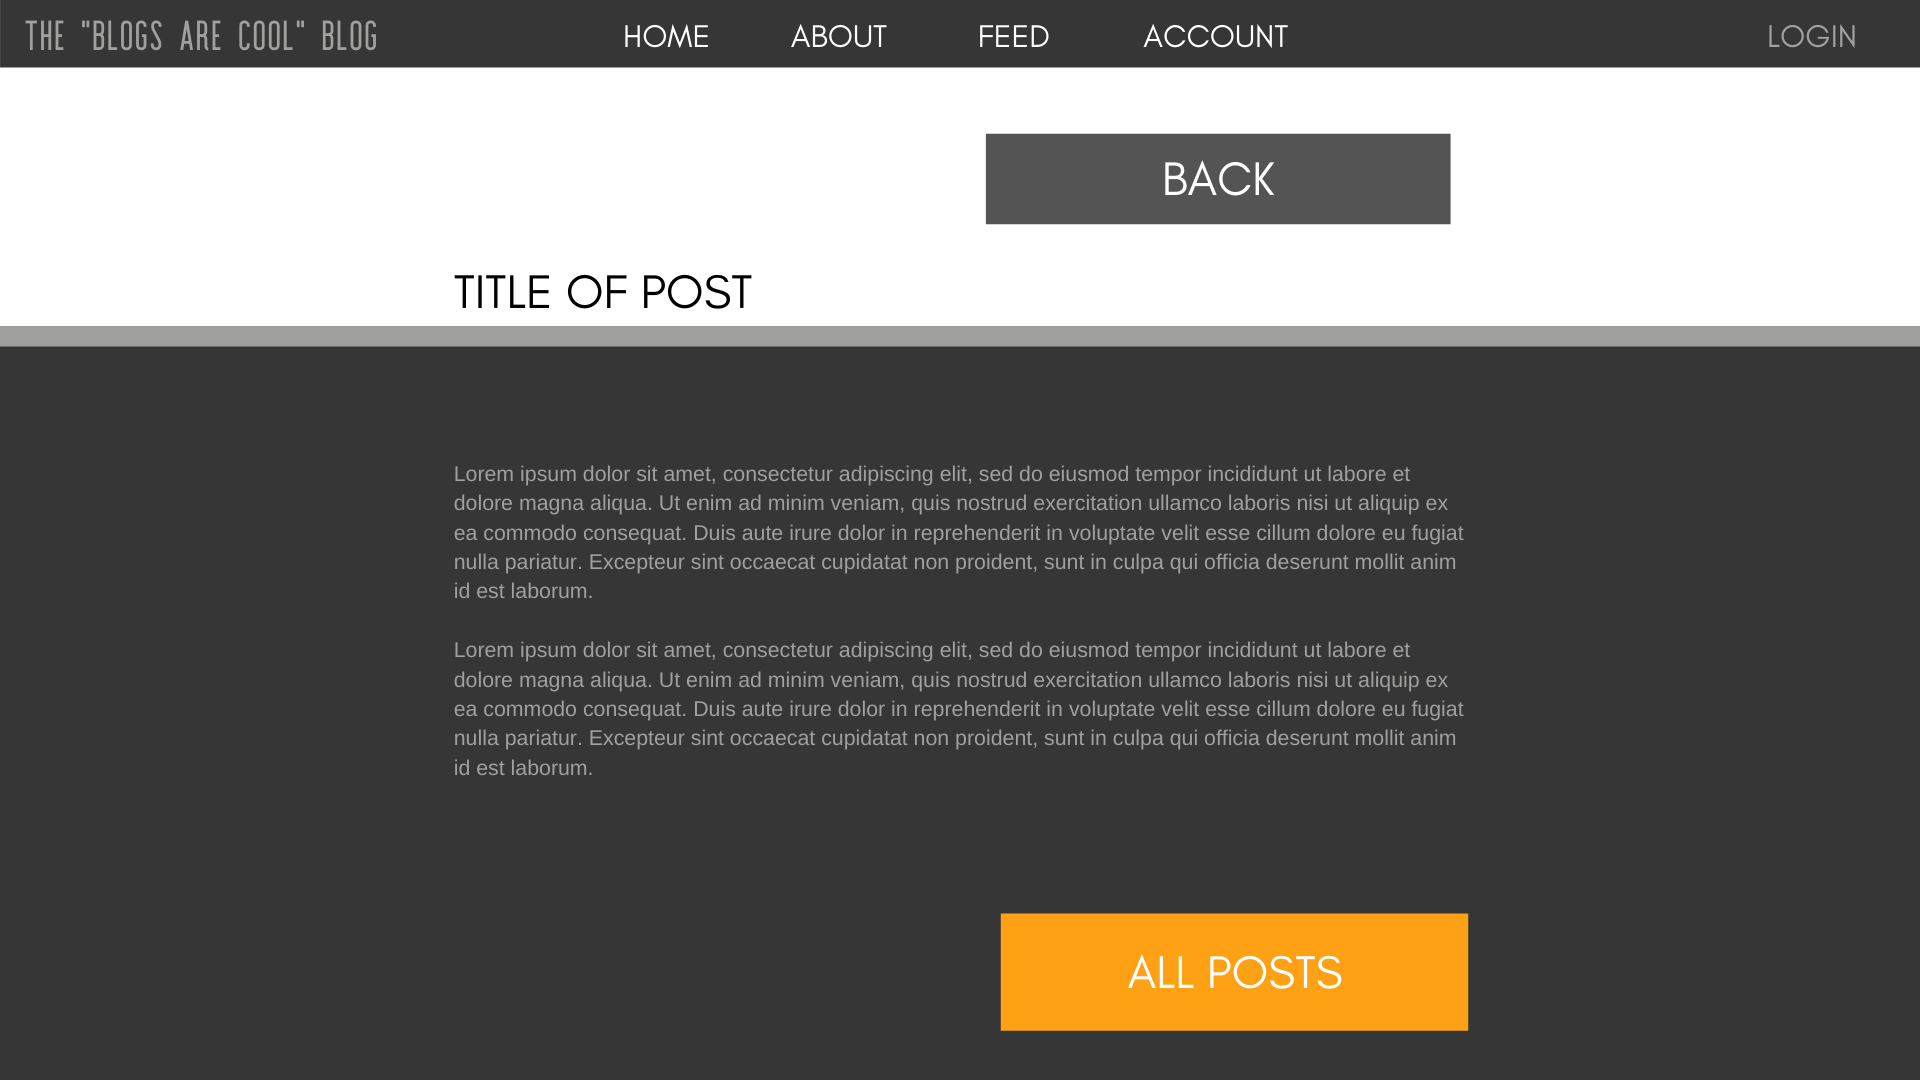 THE "BLOGS ARE COOL" BLOG HOME ABOUT FEED ACCOUNT LOGIN
BACK
TITLE OF POST
Lorem ipsum dolor sit amet, consectetur adipiscing elit, sed do eiusmod tempor incididunt ut labore et
dolore magna aliqua. Ut enim ad minim veniam, quis nostrud exercitation ullamco laboris nisi ut aliquip ex
ea commodo consequat. Duis aute irure dolor in reprehenderit in voluptate velit esse cillum dolore eu fugiat
nulla pariatur. Excepteur sint occaecat cupidatat non proident, sunt in culpa qui officia deserunt mollit anim
id est laborum.
Lorem ipsum dolor sit amet, consectetur adipiscing elit, sed do eiusmod tempor incididunt ut labore et
dolore magna aliqua. Ut enim ad minim veniam, quis nostrud exercitation ullamco laboris nisi ut aliquip ex
ea commodo consequat. Duis aute irure dolor in reprehenderit in voluptate velit esse cillum dolore eu fugiat
nulla pariatur. Excepteur sint occaecat cupidatat non proident, sunt in culpa qui officia deserunt mollit anim
id est laborum.
ALL POSTS